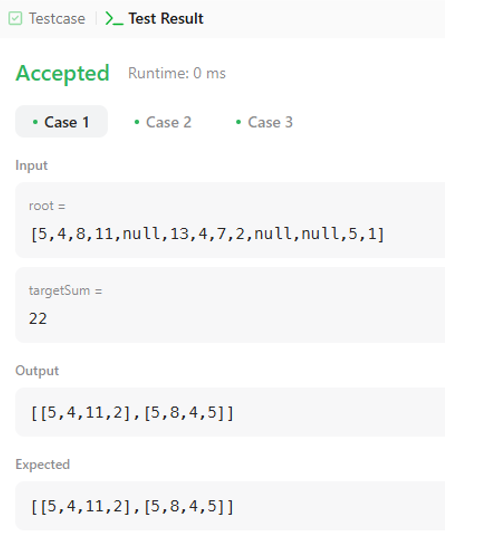 Testcase Test Result
Accepted Runtime: 0 ms
Case 1 Case 2 Case 3
Input
root =
[5,4,8,11,null,13,4,7,2,null,null,5,1]
targetSum =
22
Output
[[5,4,11,2],[5,8,4,5]]
Expected
[[5,4,11,2],[5,8,4,5]]